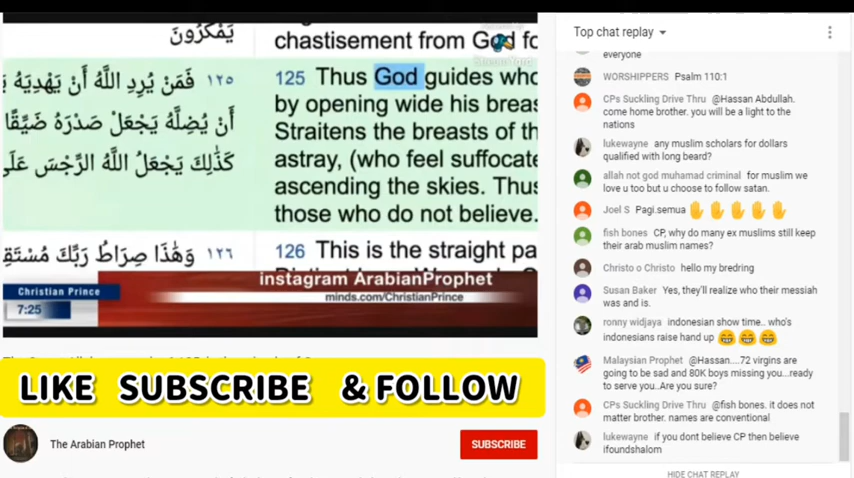 يَمْكُرُونَ
chastisement from God fo
١٢٥ فَمَنْ يُرِدِ اللَّهُ أَنْ يَهْدِيَهُ
أَنْ يُضِلَّهُ يَجْعَلْ صَدْرَهُ ضَيِّقًا
كَذَٰلِكَ يَجْعَلُ اللَّهُ الرِّجْسَ عَلَى
125 Thus God guides who
by opening wide his breas
Straitens the breasts of th
astray, (who feel suffocate
ascending the skies. Thus
those who do not believe.
١٢٦ وَهَٰذَا صِرَاطُ رَبِّكَ مُسْتَقِ
126 This is the straight pa
instagram ArabianProphet
minds.com/ChristianPrince
Christian Prince
7:25
LIKE SUBSCRIBE & FOLLOW
The Arabian Prophet
SUBSCRIBE
Top chat replay
everyone
WORSHIPPERS Psalm 110:1
CPs Suckling Drive Thru @Hassan Abdullah.
come home brother. you will be a light to the
nations
lukewayne any muslim scholars for dollars
qualified with long beard?
allah not god muhamad criminal for muslim we
love u too but u choose to follow satan.
Joel S Pagi.semua ✋✋✋✋✋
fish bones CP, why do many ex muslims still keep
their arab muslim names?
Christo o Christo hello my bredring
Susan Baker Yes, they'll realize who their messiah
was and is.
ronny widjaya indonesian show time.. who's
indonesians raise hand up 😂😂😂
Malaysian Prophet @Hassan....72 virgins are
going to be sad and 80K boys missing you...ready
to serve you..Are you sure?
CPs Suckling Drive Thru @fish bones. it does not
matter brother. names are conventional
lukewayne if you dont believe CP then believe
ifoundshalom
HIDE CHAT REPLAY